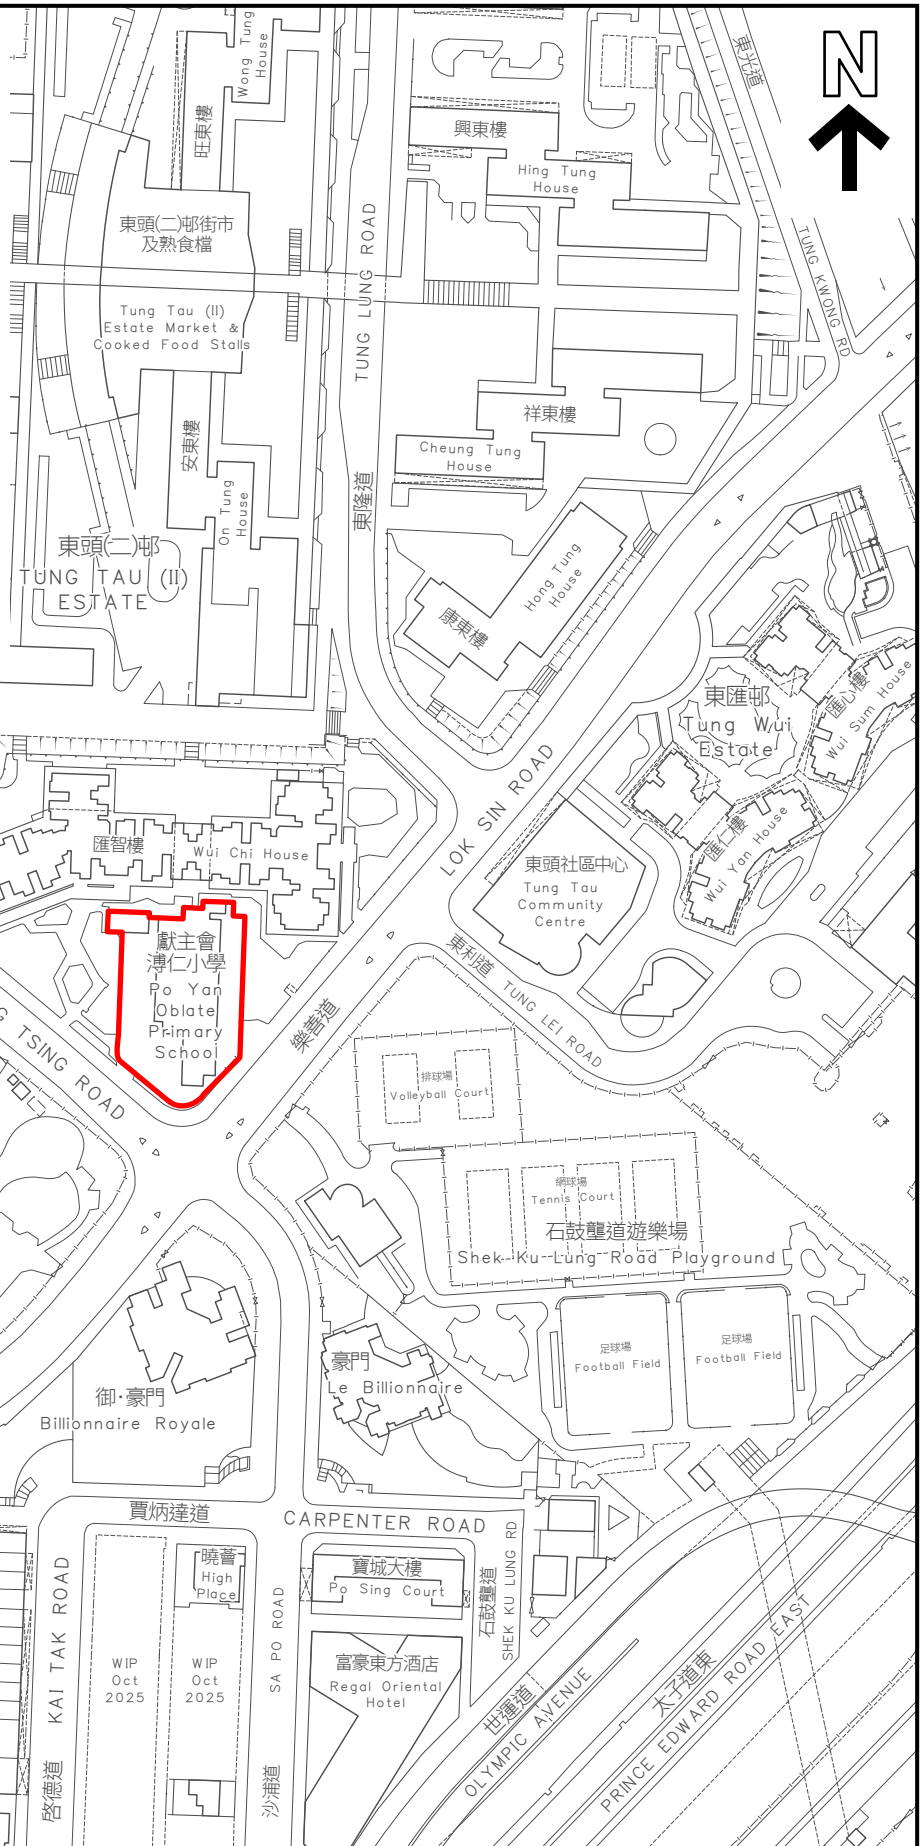 N
東光道
TUNG KWONG RD
Wong Tung
House
旺東樓
興東樓
Hing Tung
House
東頭(二)邨街市
及熟食檔
Tung Tau (II)
Estate Market &
Cooked Food Stalls
TUNG LUNG ROAD
東隆道
祥東樓
Cheung Tung
House
安東樓
On Tung
House
東頭(二)邨
TUNG TAU (II)
ESTATE
Hong Tung
House
康東樓
東匯邨
Tung Wui
Estate
匯心樓
Wui Sum House
匯仁樓
Wui Yan House
LOK SIN ROAD
樂善道
匯智樓
Wui Chi House
東頭社區中心
Tung Tau
Community
Centre
獻主會
溥仁小學
Po Yan
Oblate
Primary
School
東利道
TUNG LEI ROAD
G TSING ROAD
排球場
Volleyball Court
網球場
Tennis Court
石鼓壟道遊樂場
Shek Ku Lung Road Playground
足球場
Football Field
足球場
Football Field
御·豪門
Billionnaire Royale
豪門
Le Billionnaire
賈炳達道
CARPENTER ROAD
曉薈
High
Place
寶城大樓
Po Sing Court
石鼓壟道
SHEK KU LUNG RD
KAI TAK ROAD
啓德道
WIP
Oct
2025
WIP
Oct
2025
SA PO ROAD
沙浦道
富豪東方酒店
Regal Oriental
Hotel
世運道
OLYMPIC AVENUE
太子道東
PRINCE EDWARD ROAD EAST